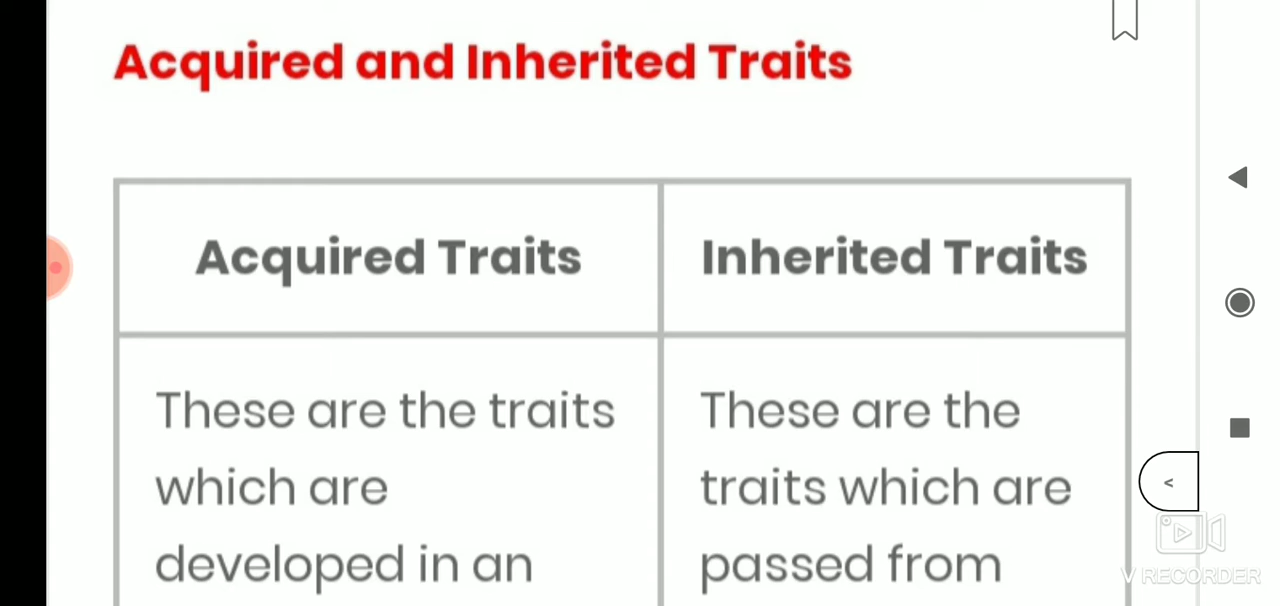 Acquired and Inherited Traits
Acquired Traits
Inherited Traits
These are the traits
which are
developed in an
These are the
traits which are
passed from
<
V RECORDER